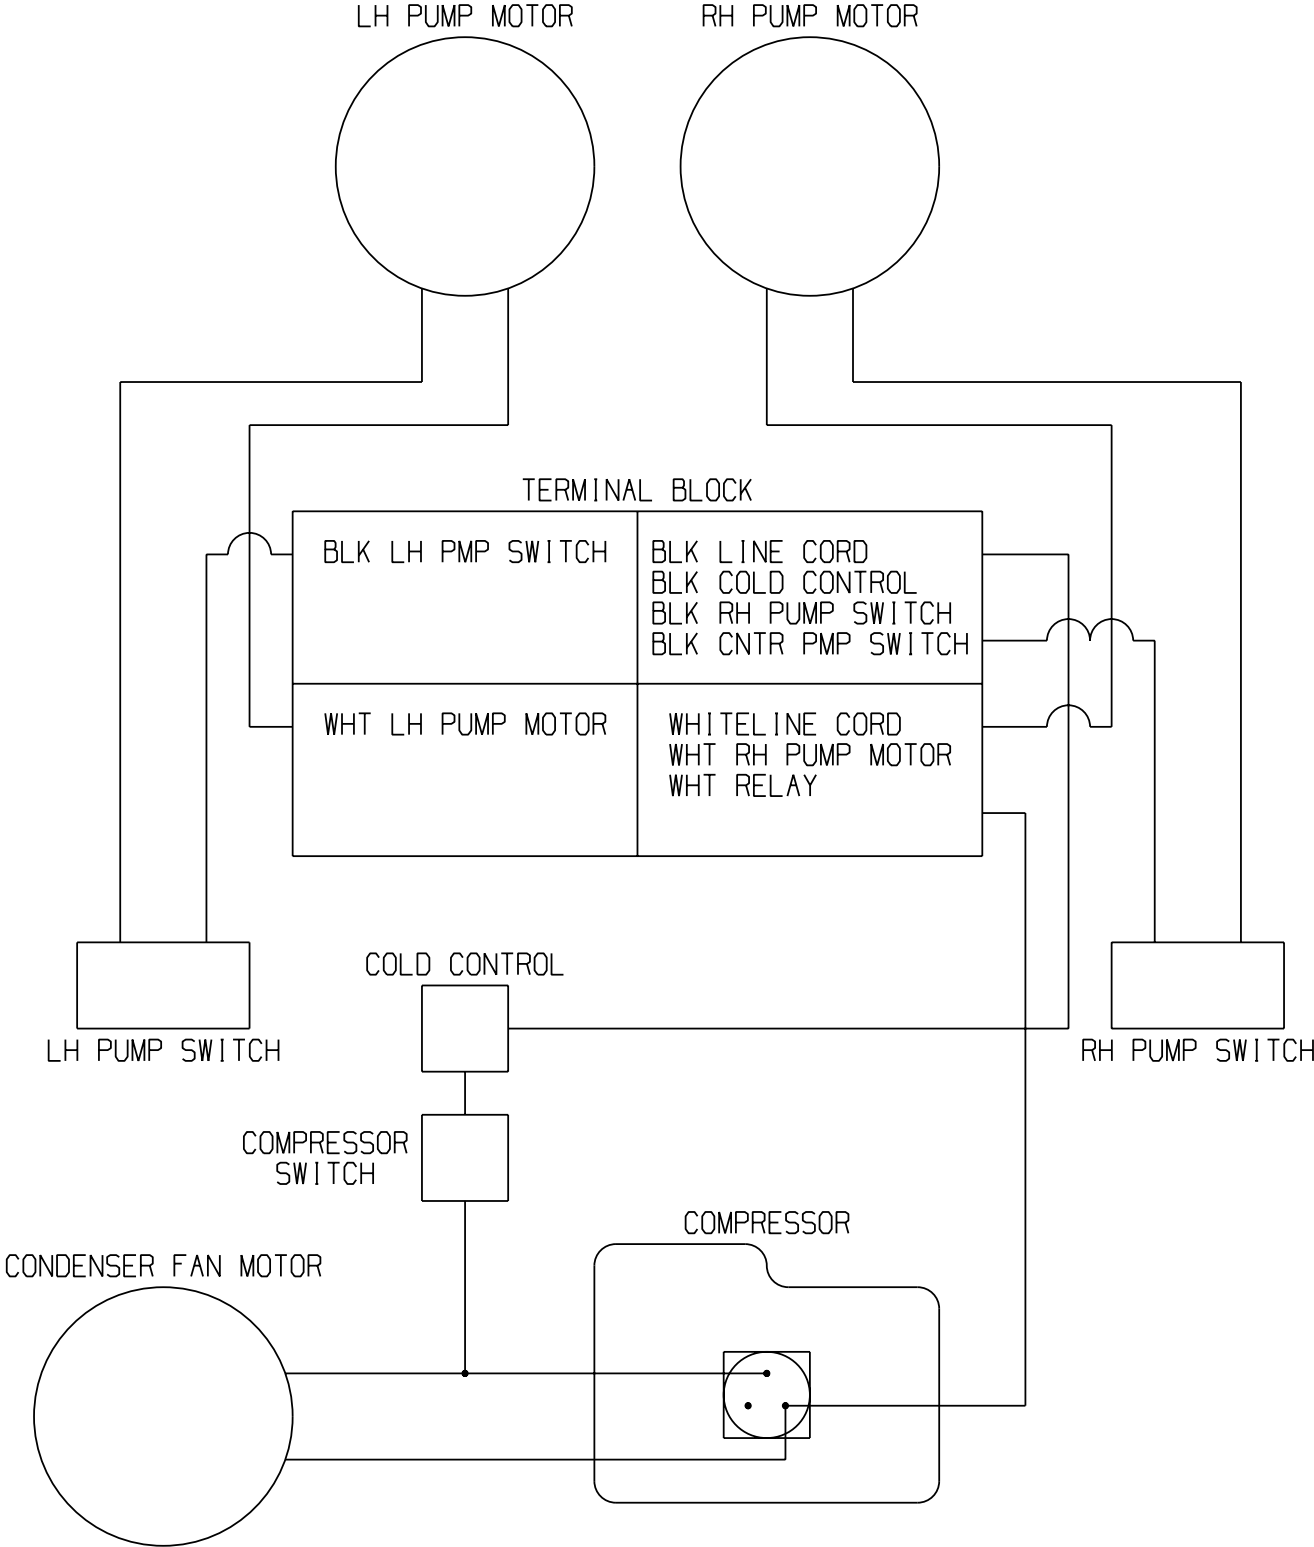 LH PUMP MOTOR
RH PUMP MOTOR
TERMINAL BLOCK
BLK LH PMP SWITCH
BLK LINE CORD
BLK COLD CONTROL
BLK RH PUMP SWITCH
BLK CNTR PMP SWITCH
WHT LH PUMP MOTOR
WHITELINE CORD
WHT RH PUMP MOTOR
WHT RELAY
COLD CONTROL
LH PUMP SWITCH
RH PUMP SWITCH
COMPRESSOR
SWITCH
COMPRESSOR
CONDENSER FAN MOTOR